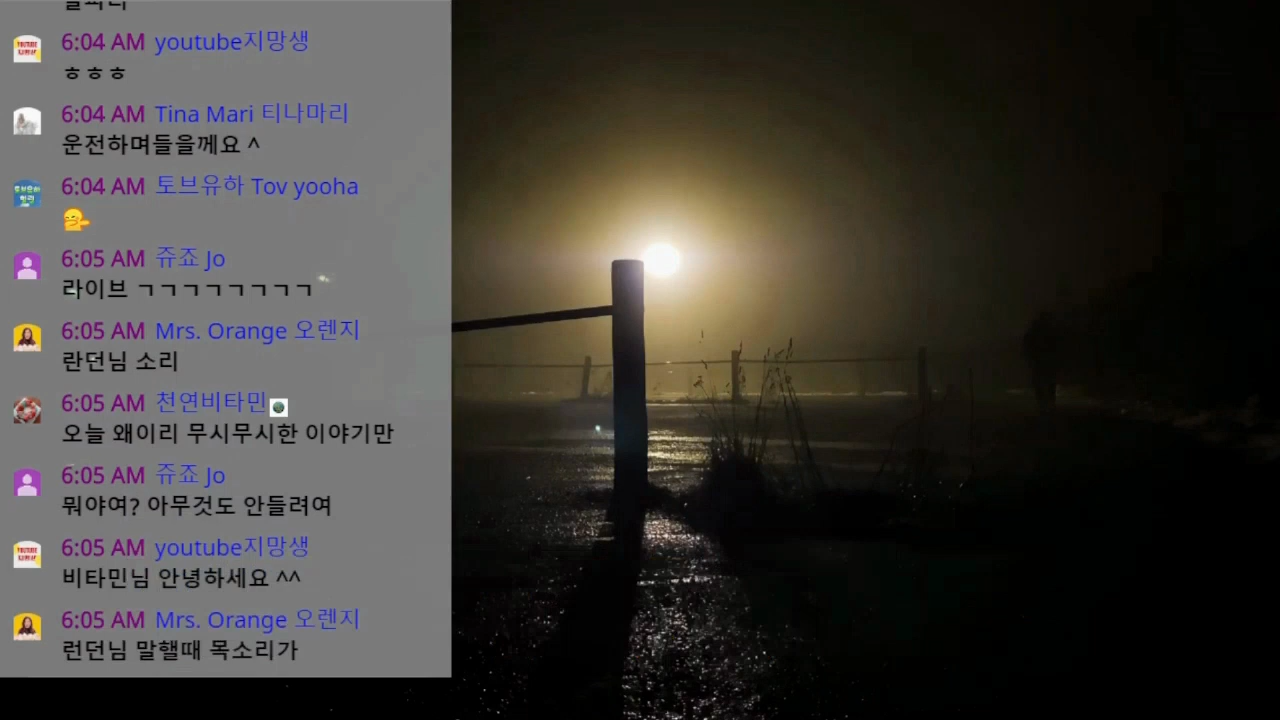 6:04 AM youtube지망생
ㅎㅎㅎ
6:04 AM Tina Mari 티나마리
운전하며들을께요 ^
6:04 AM 토브유하 Tov yooha
6:05 AM 쥬죠 Jo
라이브 ㄱㄱㄱㄱㄱㄱㄱㄱ
6:05 AM Mrs. Orange 오렌지
란던님 소리
6:05 AM 천연비타민
오늘 왜이리 무시무시한 이야기만
6:05 AM 쥬죠 Jo
뭐야여? 아무것도 안들려여
6:05 AM youtube지망생
비타민님 안녕하세요 ^^
6:05 AM Mrs. Orange 오렌지
런던님 말핼때 목소리가